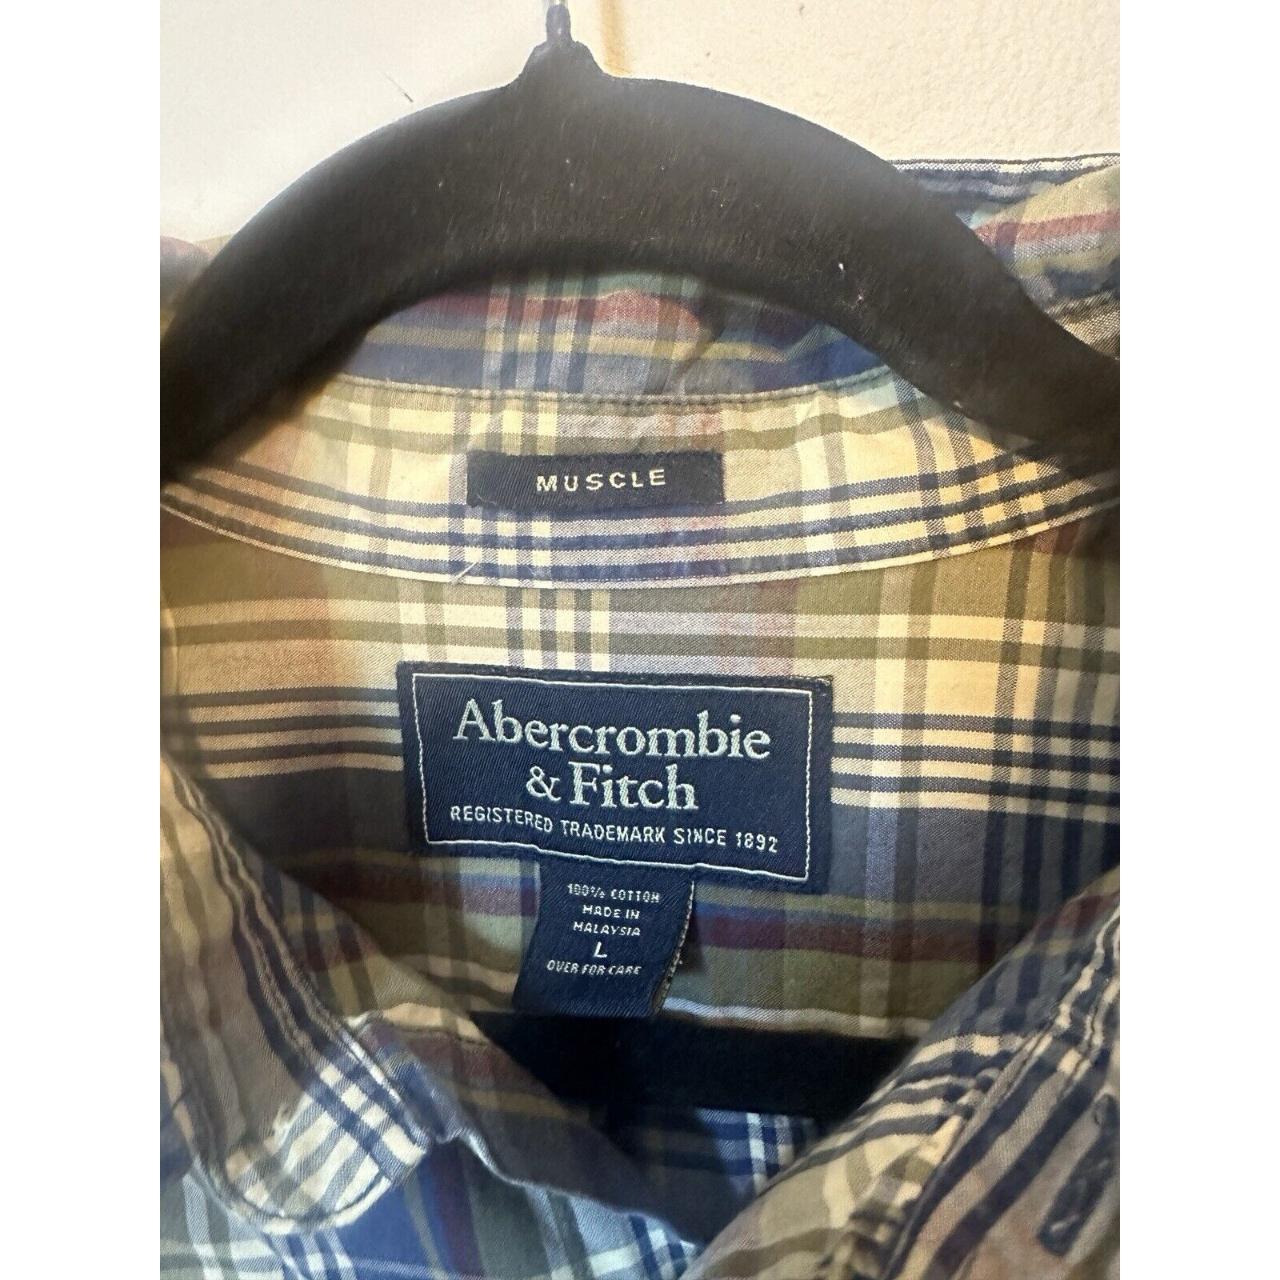 MUSCLE
Abercrombie
& Fitch
REGISTERED TRADEMARK SINCE 1892
100% COTTON
MADE IN
MALAYSIA
L
OVER FOR CARE